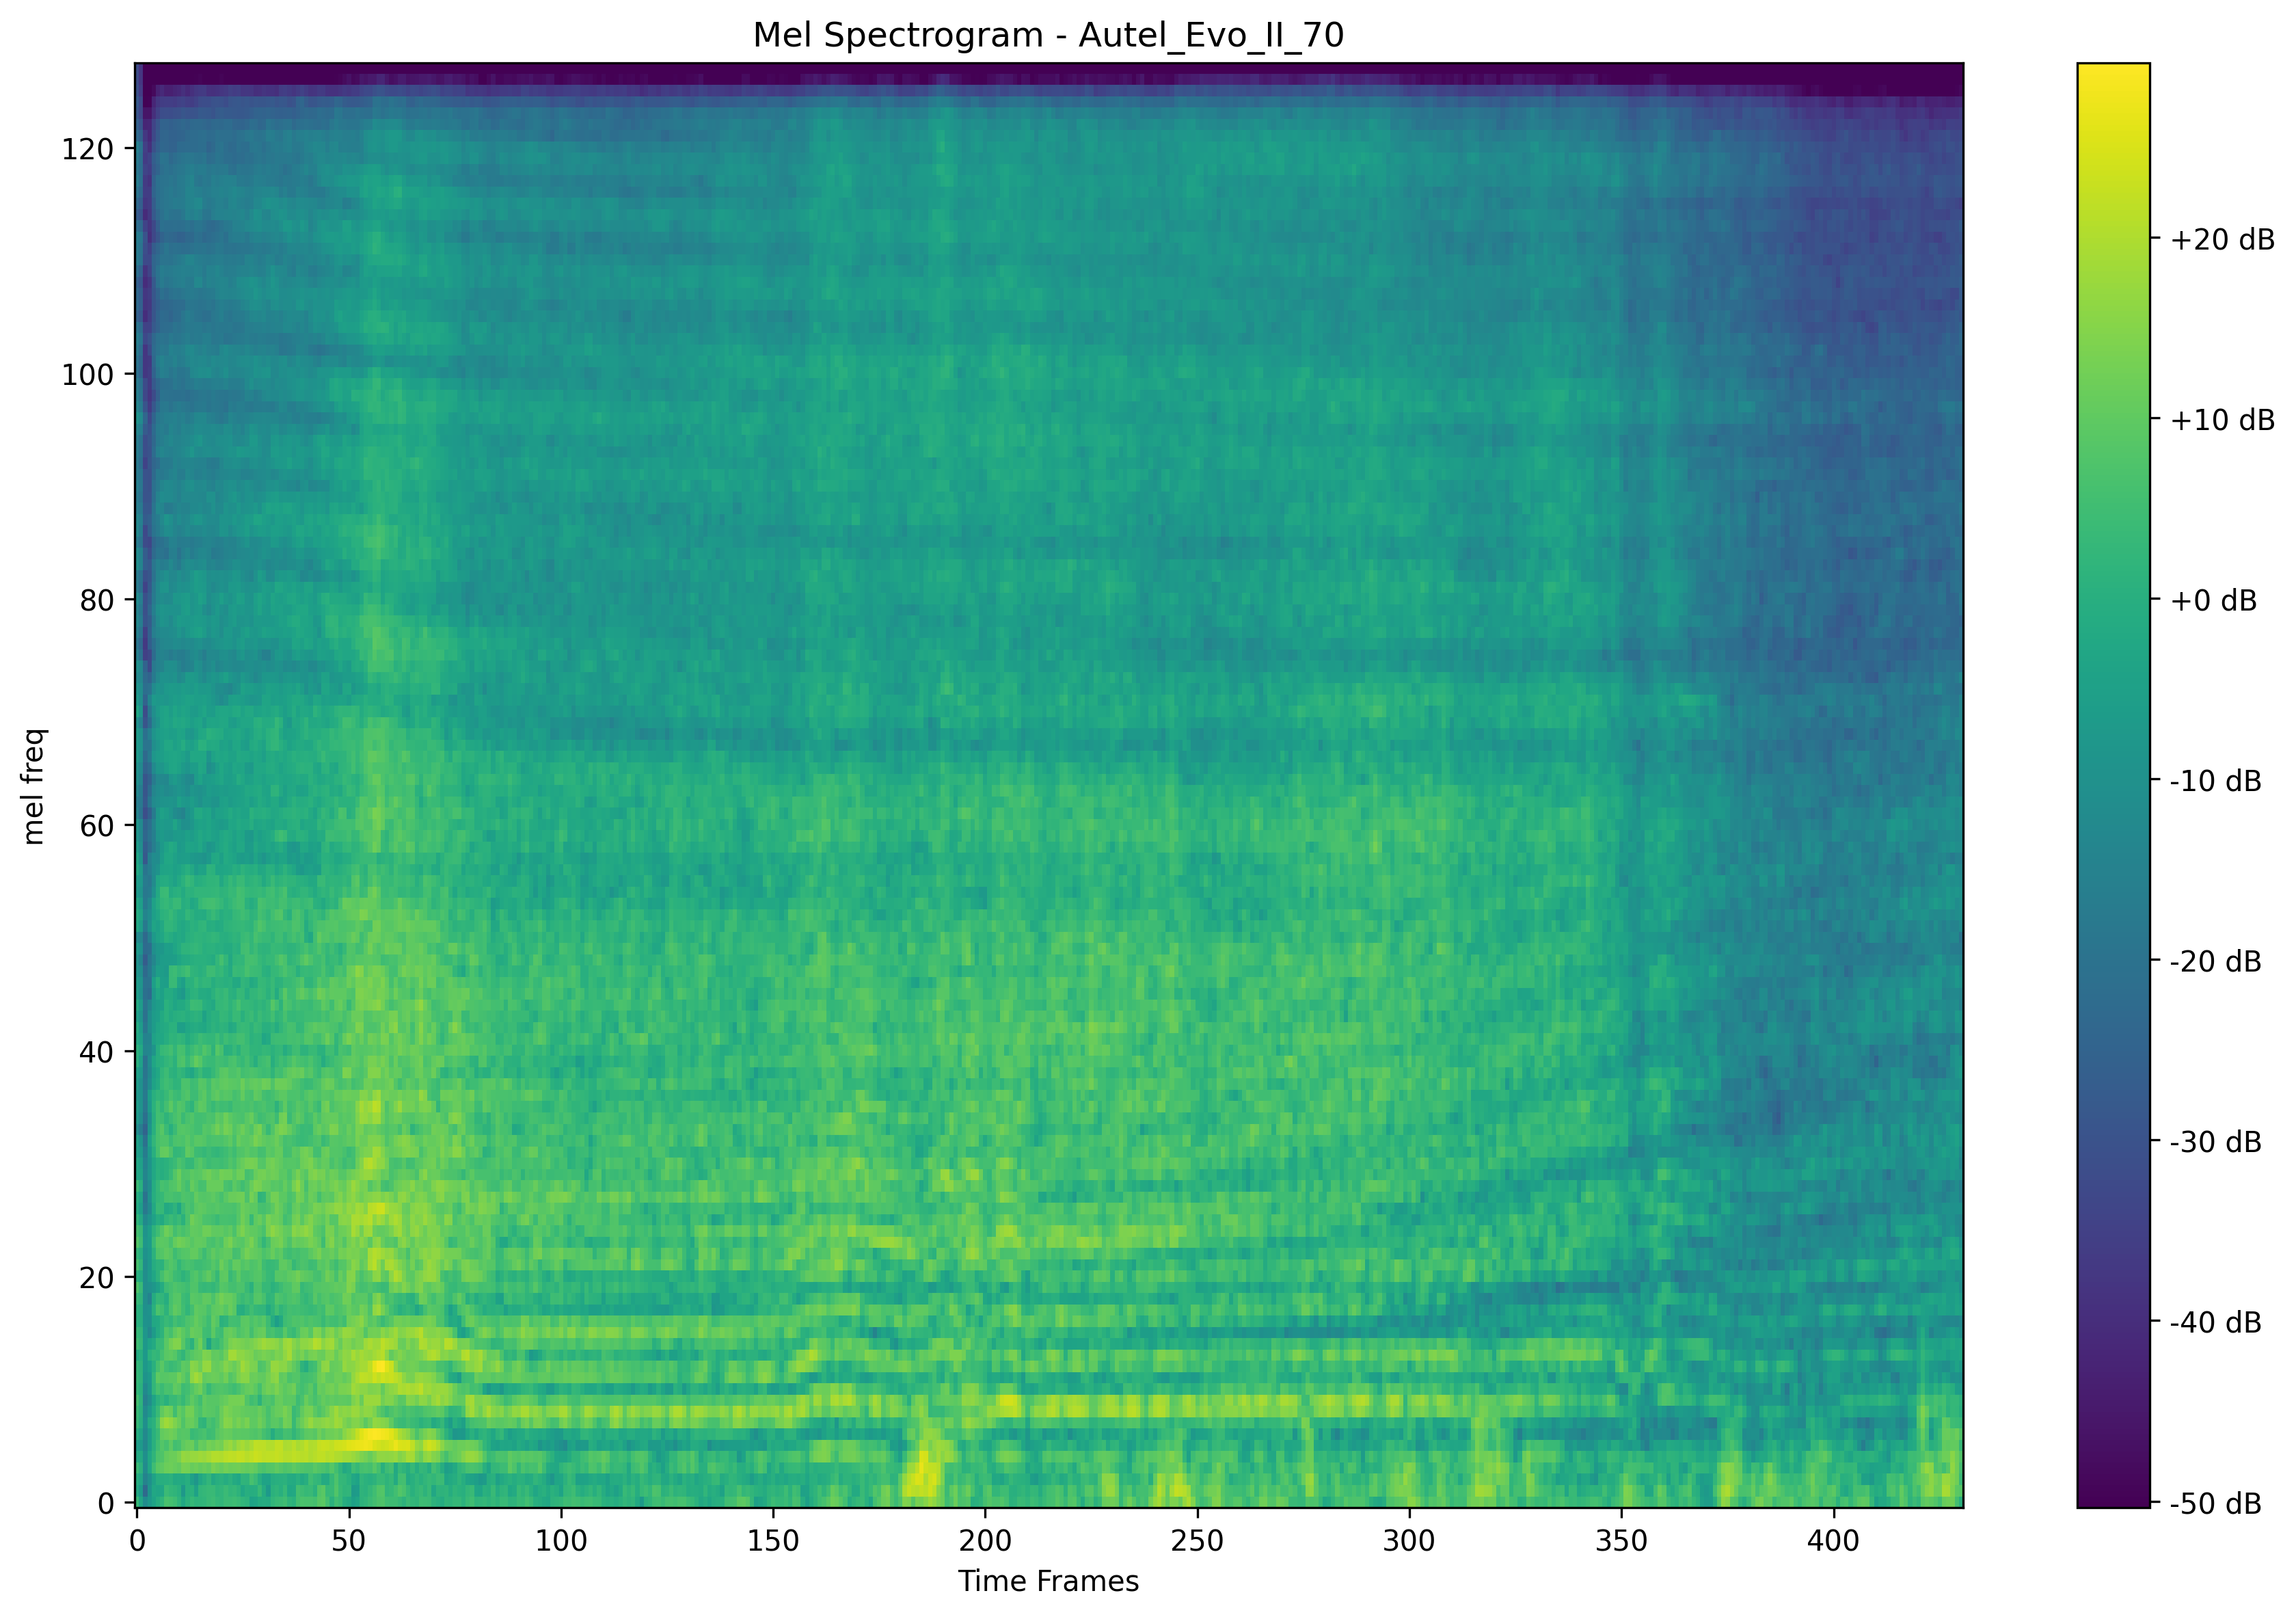 Mel Spectrogram - Autel_Evo_II_70
mel freq
120
100
80
60
40
20
0
0 50 100 150 200 250 300 350 400
Time Frames
+20 dB
+10 dB
+0 dB
-10 dB
-20 dB
-30 dB
-40 dB
-50 dB